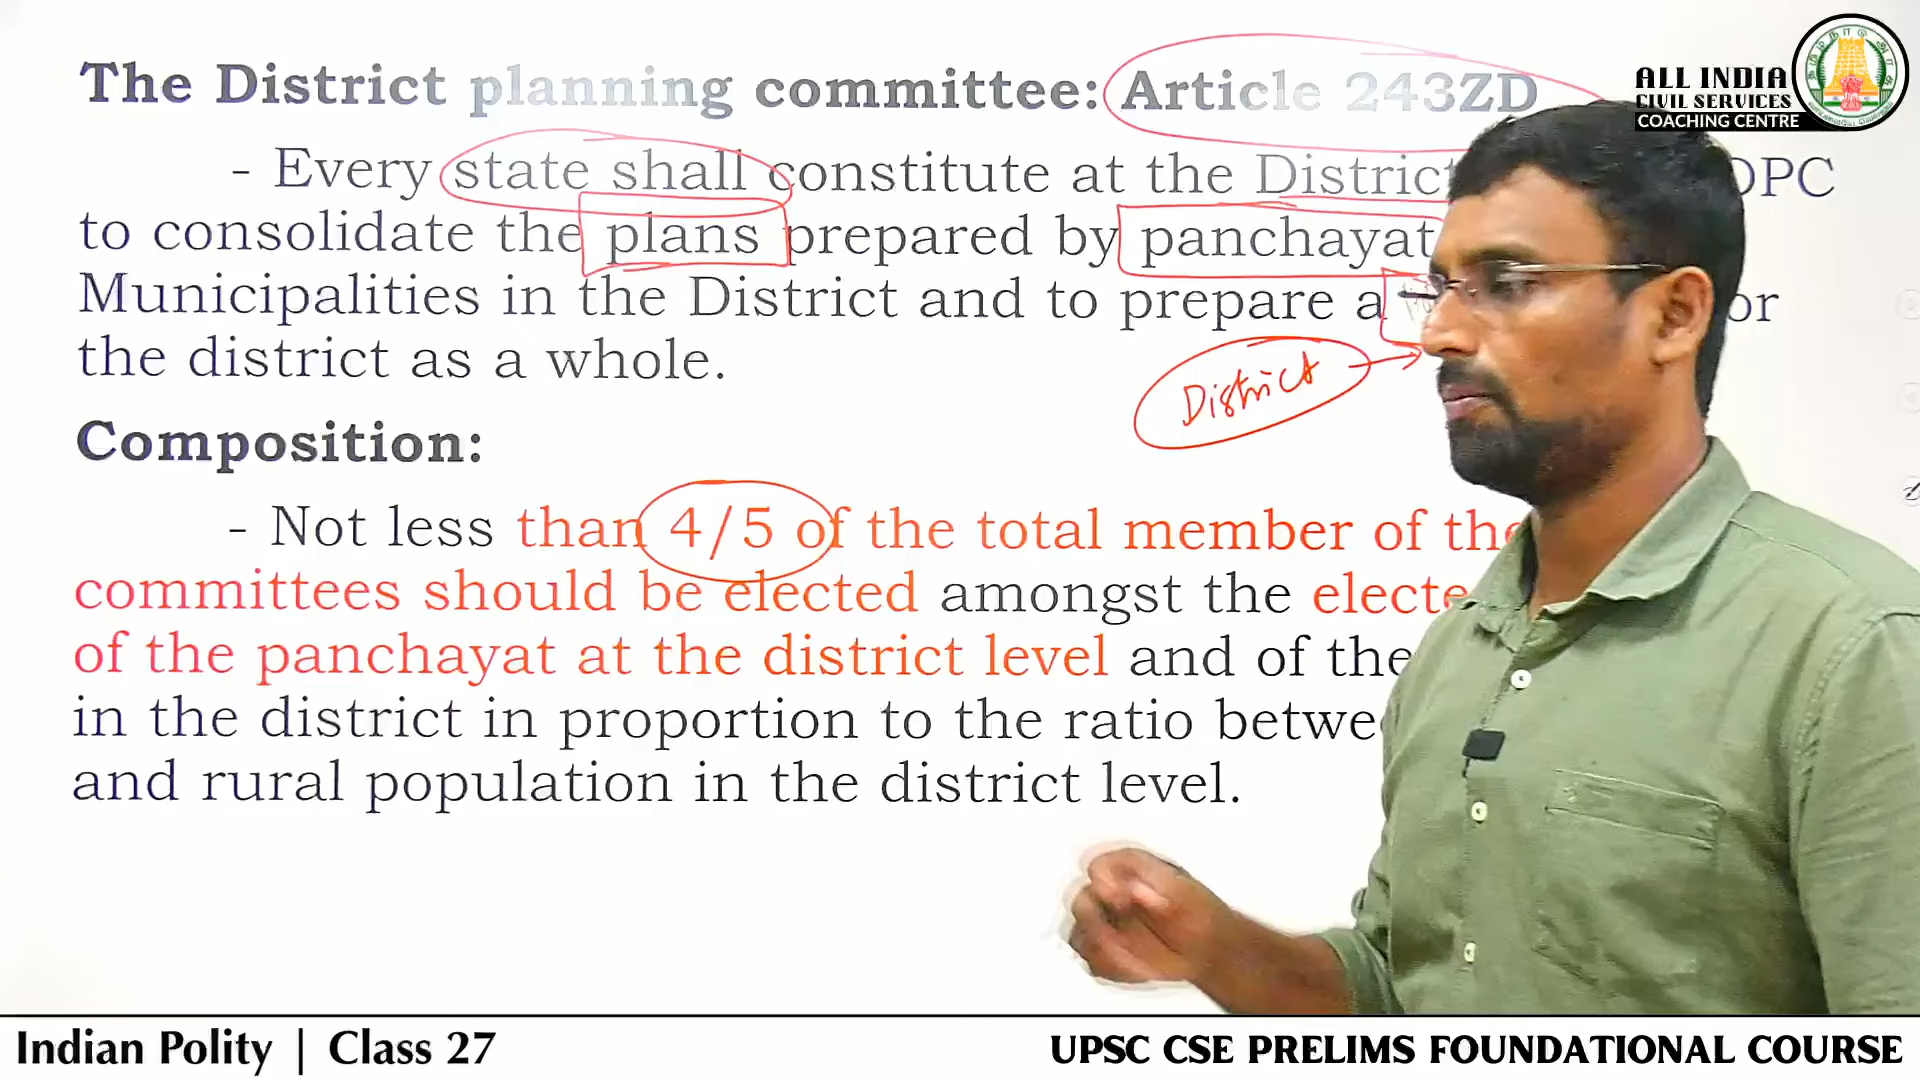 The District planning committee: Article 243ZD
- Every state shall constitute at the District DPC
to consolidate the plans prepared by panchayat
Municipalities in the District and to prepare a or
the district as a whole.
District
Composition:
- Not less than 4/5 of the total member of the
committees should be elected amongst the electe
of the panchayat at the district level and of the
in the district in proportion to the ratio betwe
and rural population in the district level.
ALL INDIA
CIVIL SERVICES
COACHING CENTRE
Indian Polity | Class 27
UPSC CSE PRELIMS FOUNDATIONAL COURSE